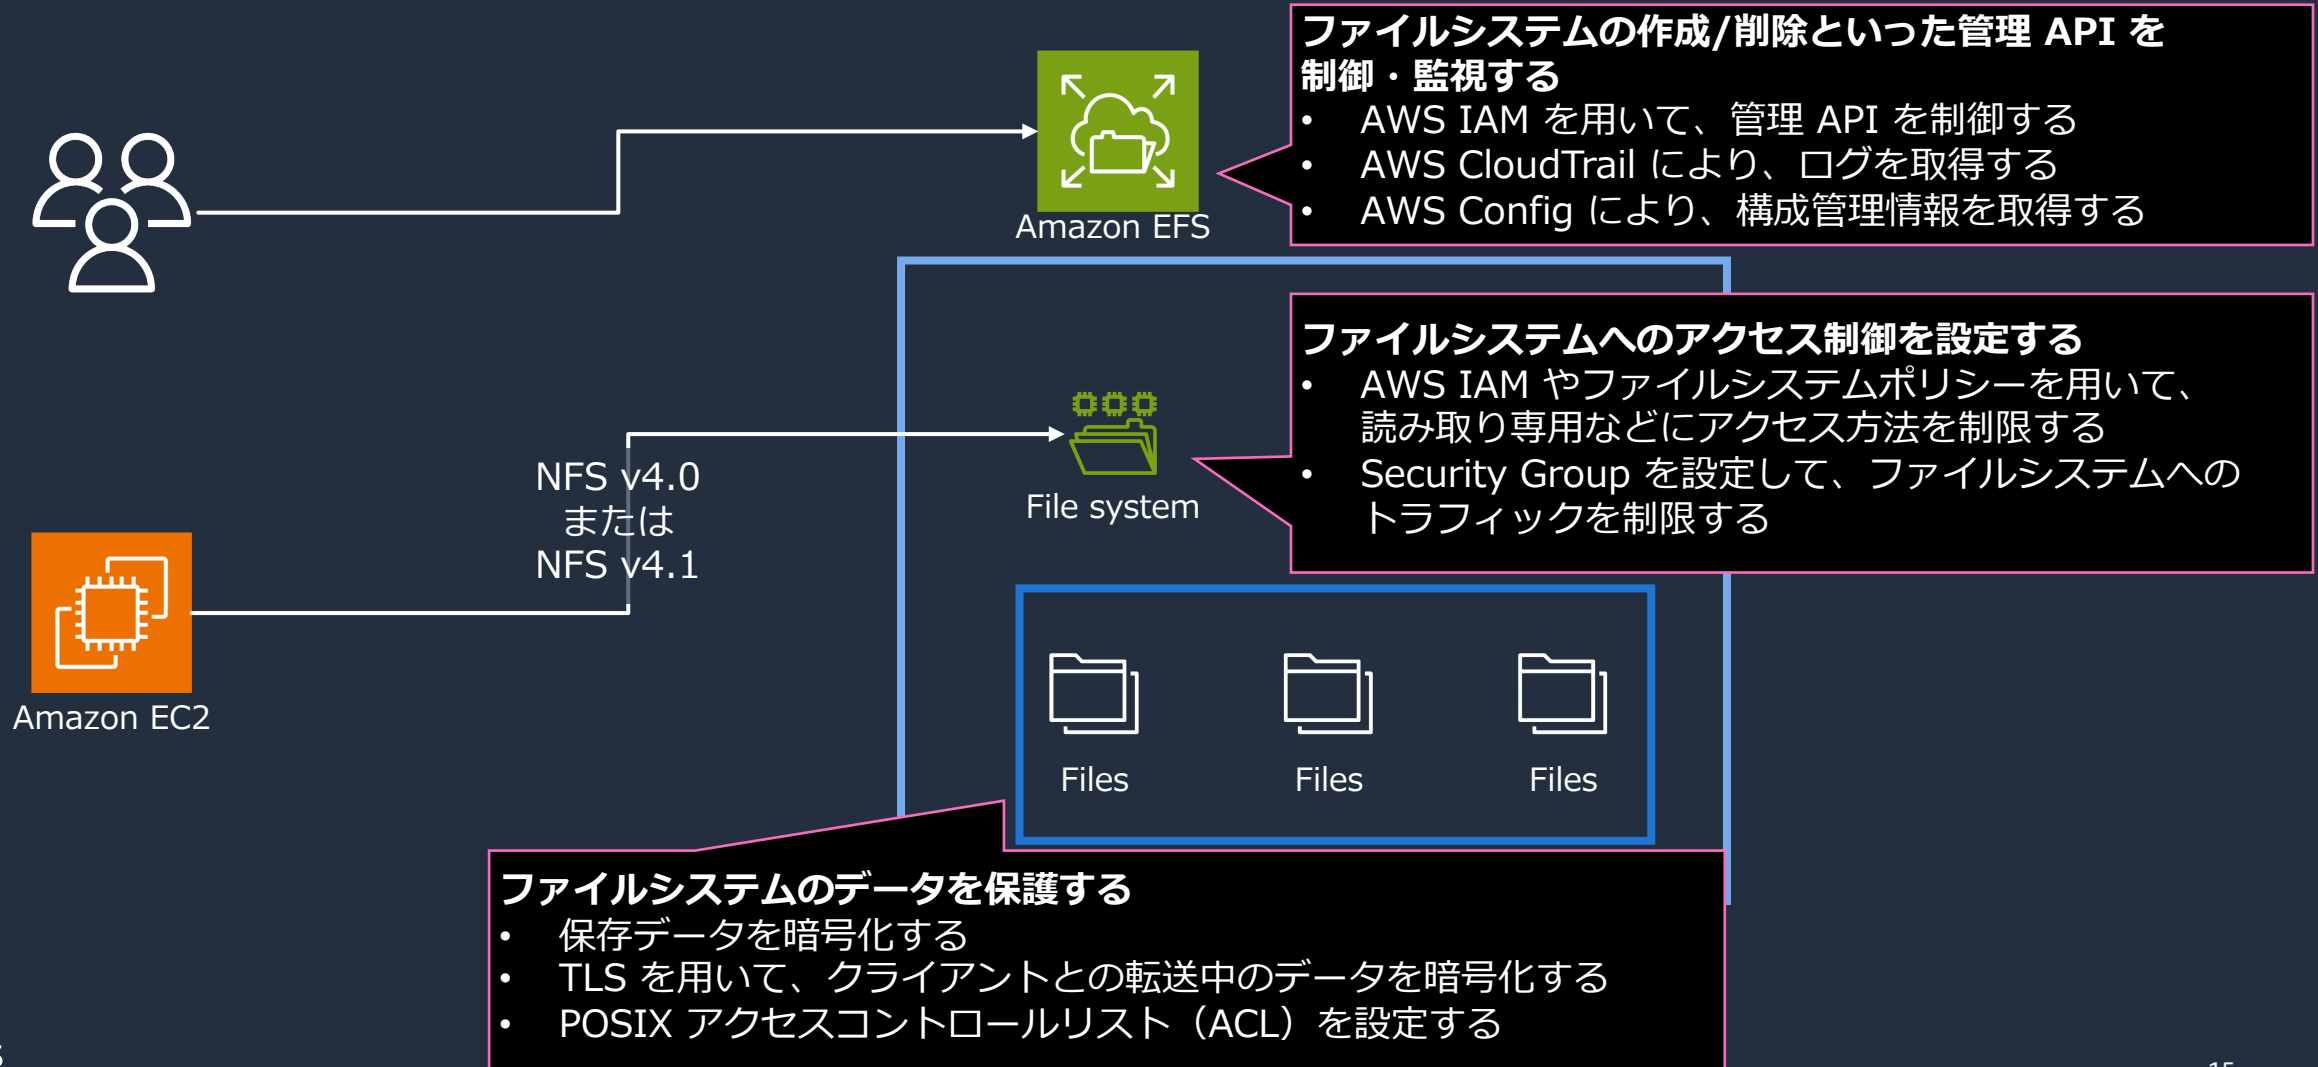 ファイルシステムの作成/削除といった管理 API を
制御・監視する
• AWS IAM を用いて、管理 API を制御する
• AWS CloudTrail により、ログを取得する
• AWS Config により、構成管理情報を取得する
Amazon EFS
ファイルシステムへのアクセス制御を設定する
• AWS IAM やファイルシステムポリシーを用いて、
読み取り専用などにアクセス方法を制限する
• Security Group を設定して、ファイルシステムへの
トラフィックを制限する
File system
NFS v4.0
または
NFS v4.1
Amazon EC2
Files
Files
Files
ファイルシステムのデータを保護する
• 保存データを暗号化する
• TLS を用いて、クライアントとの転送中のデータを暗号化する
• POSIX アクセスコントロールリスト（ACL）を設定する